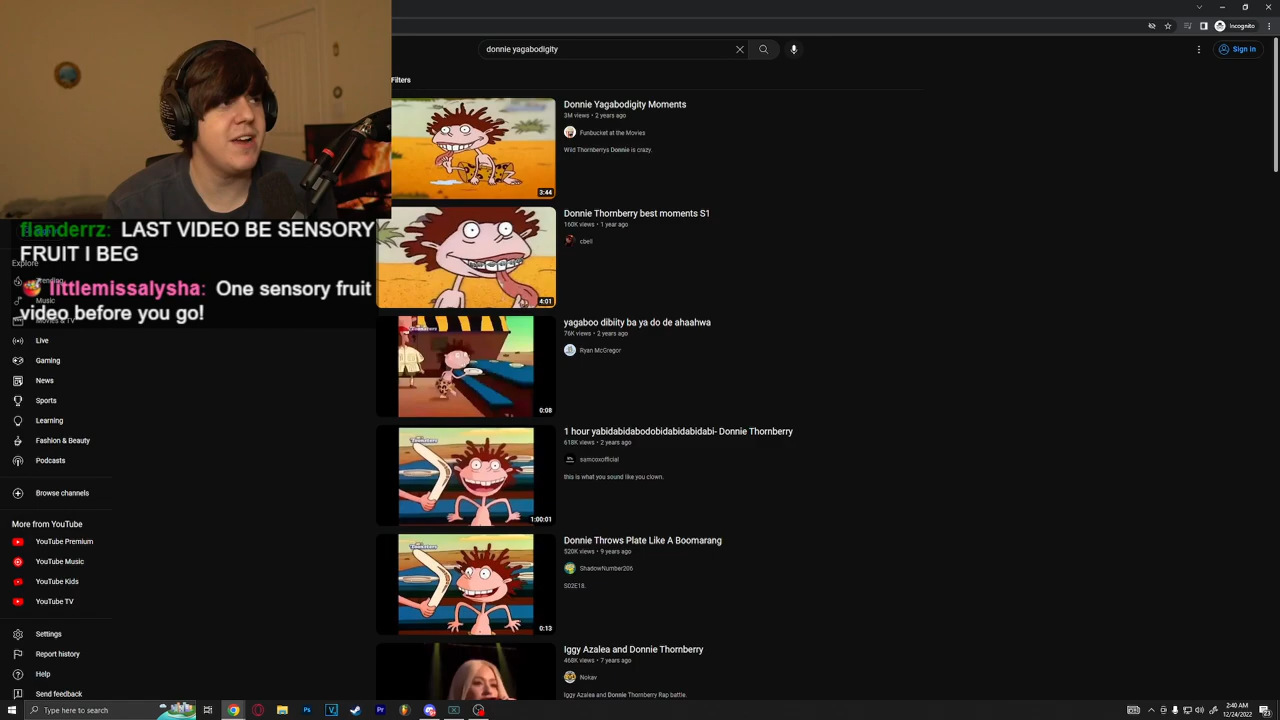 Incognito
donnie yagabodigity
Sign in
Filters
Donnie Yagabodigity Moments
3M views • 2 years ago
Funbucket at the Movies
Wild Thornberrys Donnie is crazy.
3:44
Donnie Thornberry best moments S1
160K views • 1 year ago
cbell
4:01
flanderrz: LAST VIDEO BE SENSORY
FRUIT I BEG
littlemissalysha: One sensory fruit
video before you go!
Explore
Trending
Music
Movies & TV
Live
Gaming
News
Sports
Learning
Fashion & Beauty
Podcasts
Browse channels
More from YouTube
YouTube Premium
YouTube Music
YouTube Kids
YouTube TV
Settings
Report history
Help
Send feedback
yagaboo dibiity ba ya do de ahaahwa
76K views • 2 years ago
Ryan McGregor
0:08
1 hour yabidabidabodobidabidabidabi- Donnie Thornberry
618K views • 2 years ago
samcoxofficial
this is what you sound like you clown.
1:00:01
Donnie Throws Plate Like A Boomarang
520K views • 9 years ago
ShadowNumber206
S02E18.
0:13
Iggy Azalea and Donnie Thornberry
468K views • 7 years ago
Nokav
Iggy Azalea and Donnie Thornberry Rap battle.
Type here to search
2:40 AM
12/24/2022